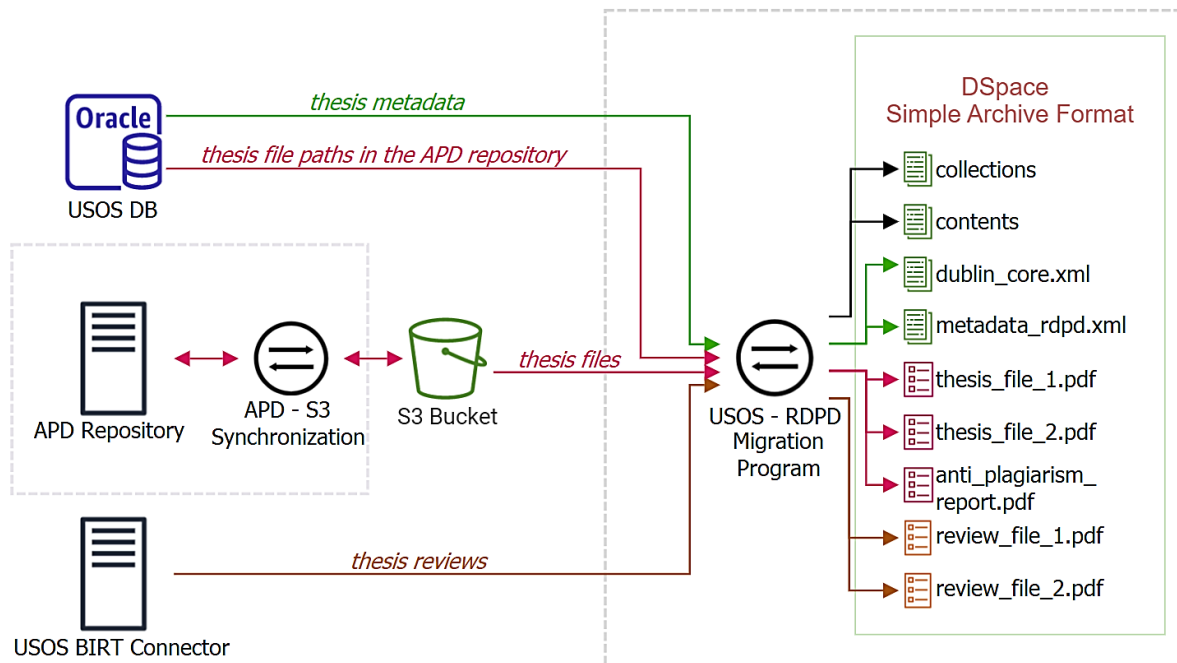 DSpace
Simple Archive Format
thesis metadata
Oracle
thesis file paths in the APD repository
USOS DB
collections
contents
dublin_core.xml
metadata_rdpd.xml
thesis files
APD Repository
APD - S3
Synchronization
S3 Bucket
USOS - RDPD
Migration
Program
thesis_file_1.pdf
thesis_file_2.pdf
anti_plagiarism_
report.pdf
review_file_1.pdf
review_file_2.pdf
thesis reviews
USOS BIRT Connector